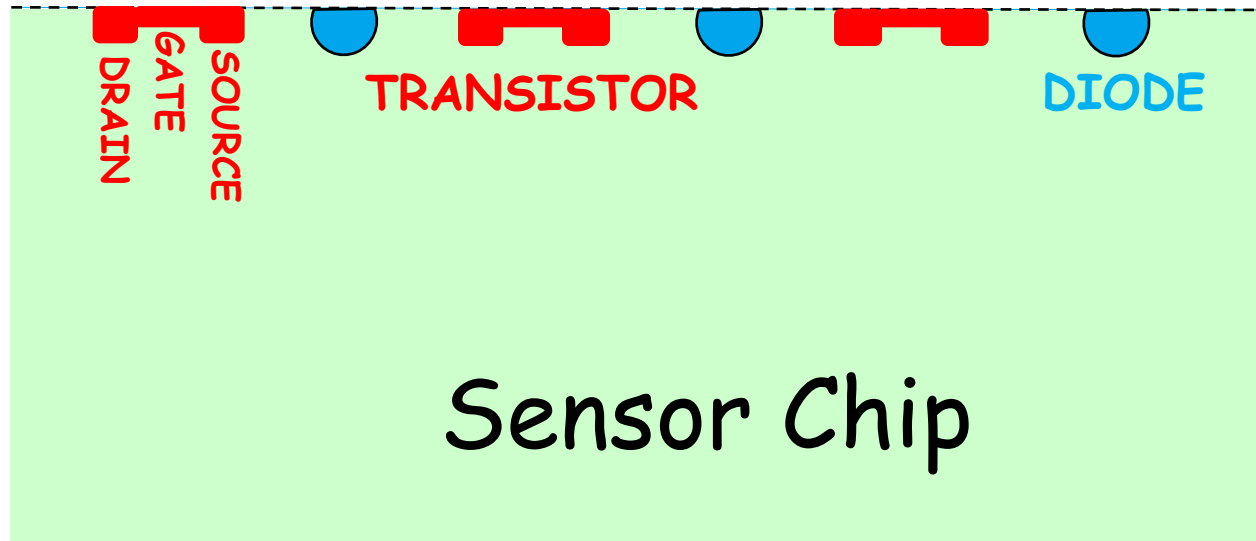 DRAIN
GATE
SOURCE
TRANSISTOR
DIODE
Sensor Chip